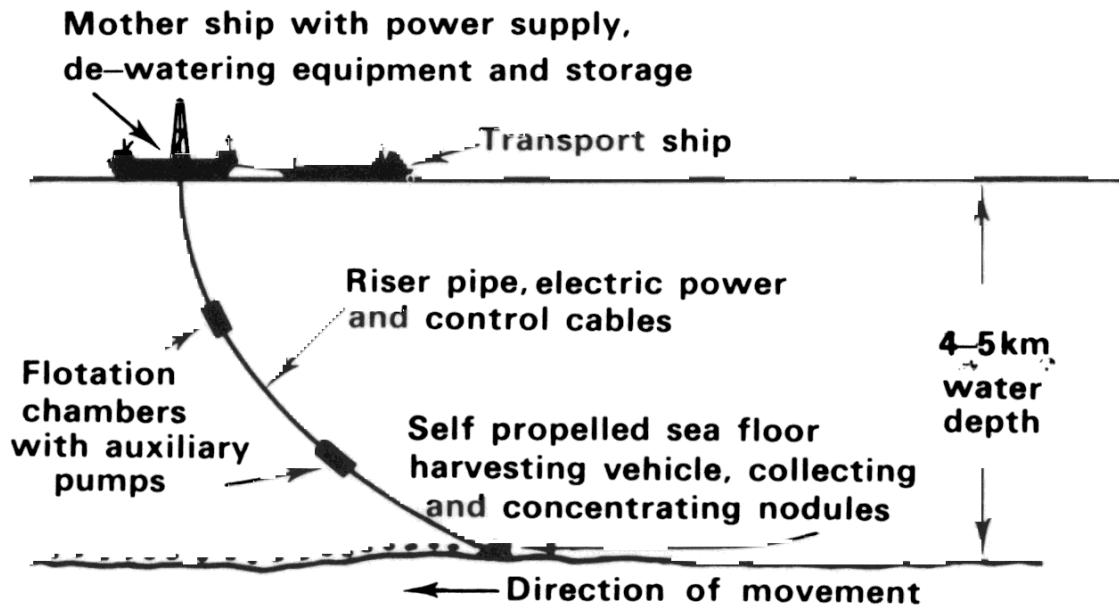 Mother ship with power supply,
de–watering equipment and storage
Transport ship
Riser pipe, electric power
and control cables
Flotation
chambers
with auxiliary
pumps
4–5 km
water
depth
Self propelled sea floor
harvesting vehicle, collecting
and concentrating nodules
Direction of movement